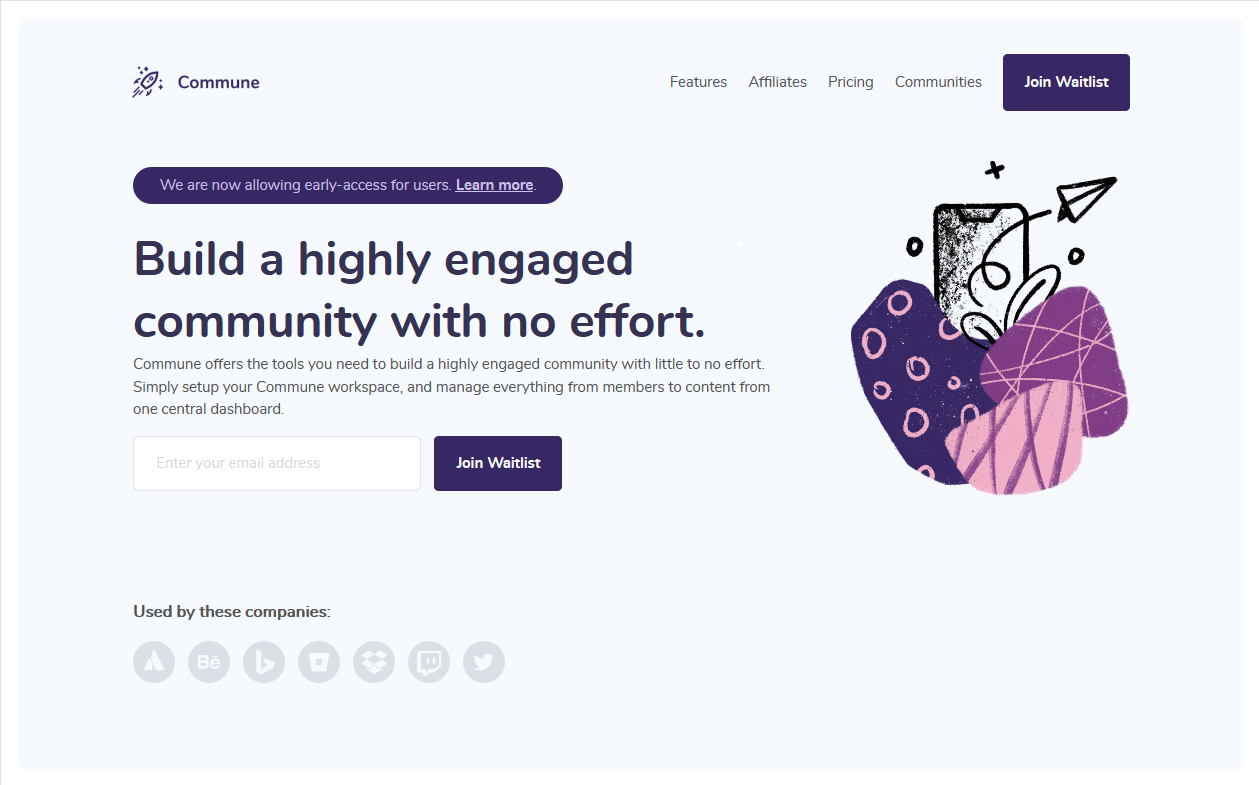 Commune
Features
Affiliates
Pricing
Communities
Join Waitlist
We are now allowing early-access for users. Learn more.
Build a highly engaged
community with no effort.
Commune offers the tools you need to build a highly engaged community with little to no effort.
Simply setup your Commune workspace, and manage everything from members to content from
one central dashboard.
Enter your email address
Join Waitlist
Used by these companies:
Bē